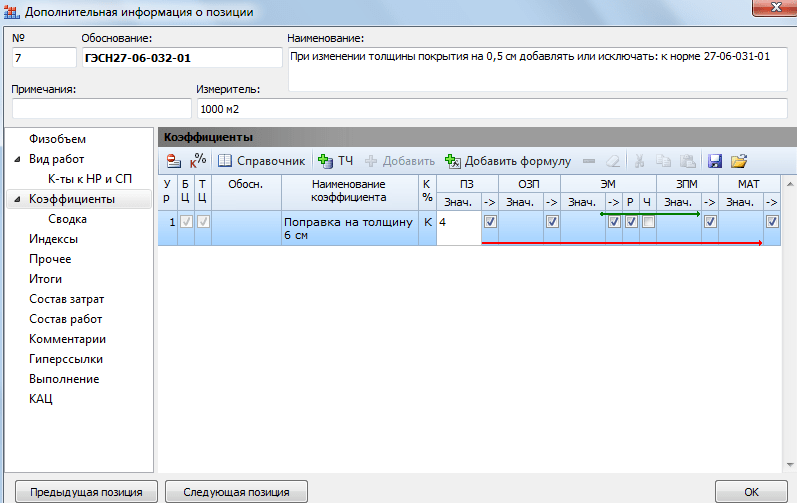 Дополнительная информация о позиции
№ Обоснование: Наименование:
7 ГЭСН27-06-032-01 При изменении толщины покрытия на 0,5 см добавлять или исключать: к норме 27-06-031-01
Примечания: Измеритель:
1000 м2
Физобъем
Вид работ
К-ты к НР и СП
Коэффициенты
Сводка
Индексы
Прочее
Итоги
Состав затрат
Состав работ
Комментарии
Гиперссылки
Выполнение
КАЦ
Коэффициенты
K% Справочник ТЧ Добавить Добавить формулу
У р Б Ц Т Ц Обосн. Наименование коэффициента К % ПЗ ОЗП ЭМ ЗПМ МАТ
Знач. -> Знач. -> Знач. -> Р Ч Знач. -> Знач. ->
1 Поправка на толщину К 4
6 см
Предыдущая позиция Следующая позиция OK